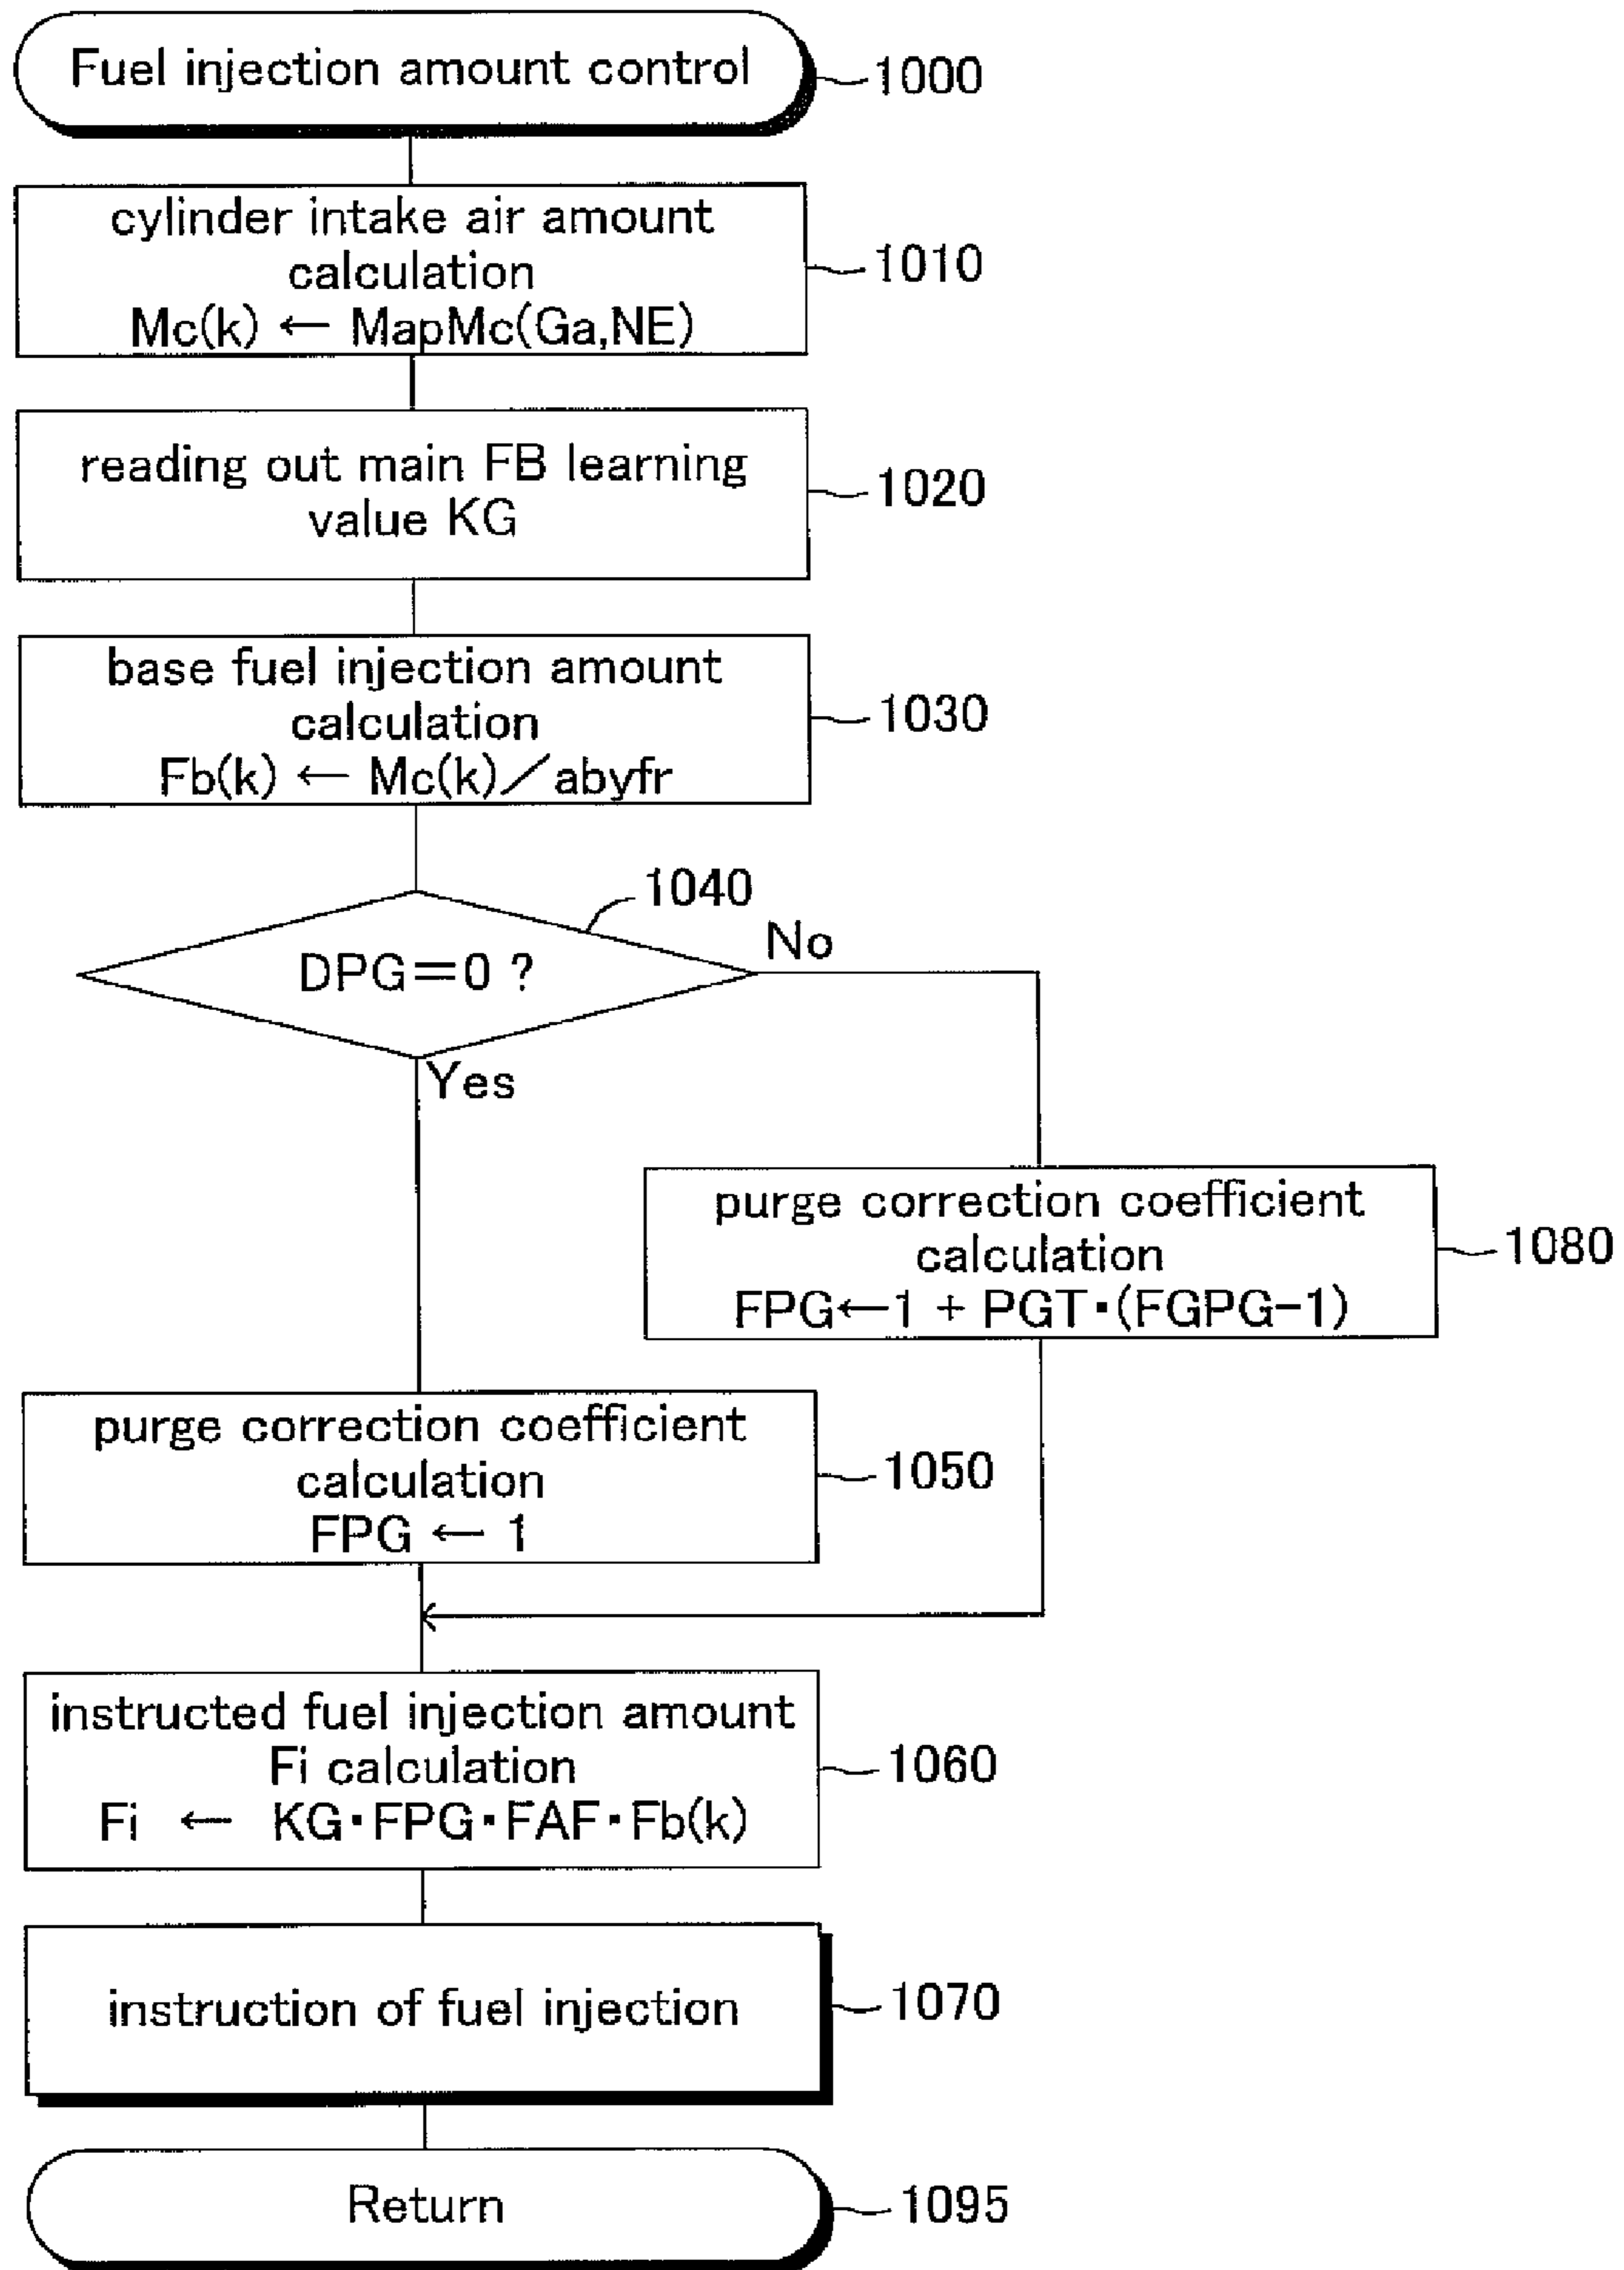 Fuel injection amount control
1000
cylinder intake air amount
calculation
Mc(k) ← MapMc(Ga,NE)
1010
reading out main FB learning
value KG
1020
base fuel injection amount
calculation
Fb(k) ← Mc(k)／abyfr
1030
1040
DPG=0 ?
No
Yes
purge correction coefficient
calculation
FPG←1 + PGT・(FGPG-1)
1080
purge correction coefficient
calculation
FPG ← 1
1050
instructed fuel injection amount
Fi calculation
Fi ← KG・FPG・FAF・Fb(k)
1060
instruction of fuel injection
1070
Return
1095